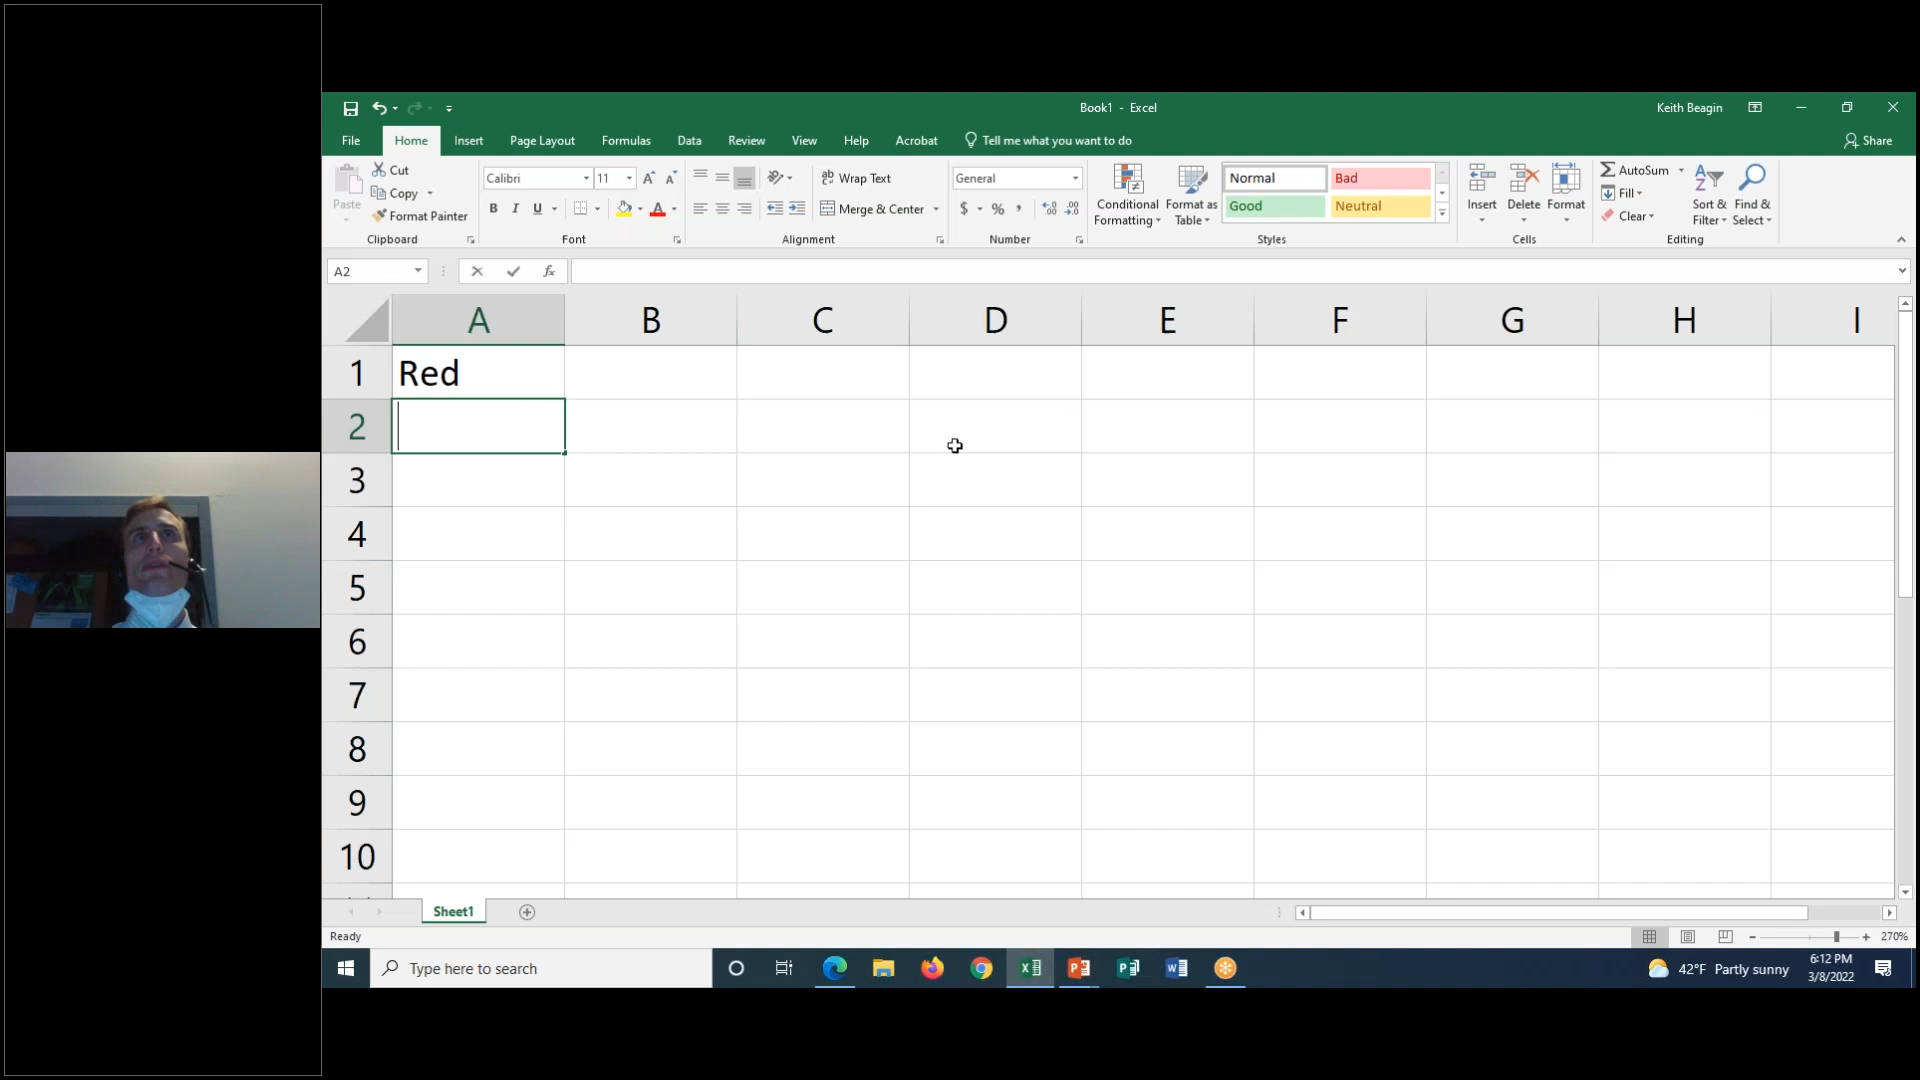 Book1 - Excel
Keith Beagin
File Home Insert Page Layout Formulas Data Review View Help Acrobat Tell me what you want to do Share
Paste
Cut
Copy
Format Painter
Clipboard
Calibri 11
B I U
Font
Wrap Text
Merge & Center
Alignment
General
$ % ,
Number
Conditional Formatting
Format as Table
Normal Bad
Good Neutral
Styles
Insert Delete Format
Cells
AutoSum
Fill
Clear
Sort & Filter
Find & Select
Editing
A2 fx
A B C D E F G H I
1 Red
2
3
4
5
6
7
8
9
10
Sheet1
Ready 270%
Type here to search
42°F Partly sunny
6:12 PM
3/8/2022